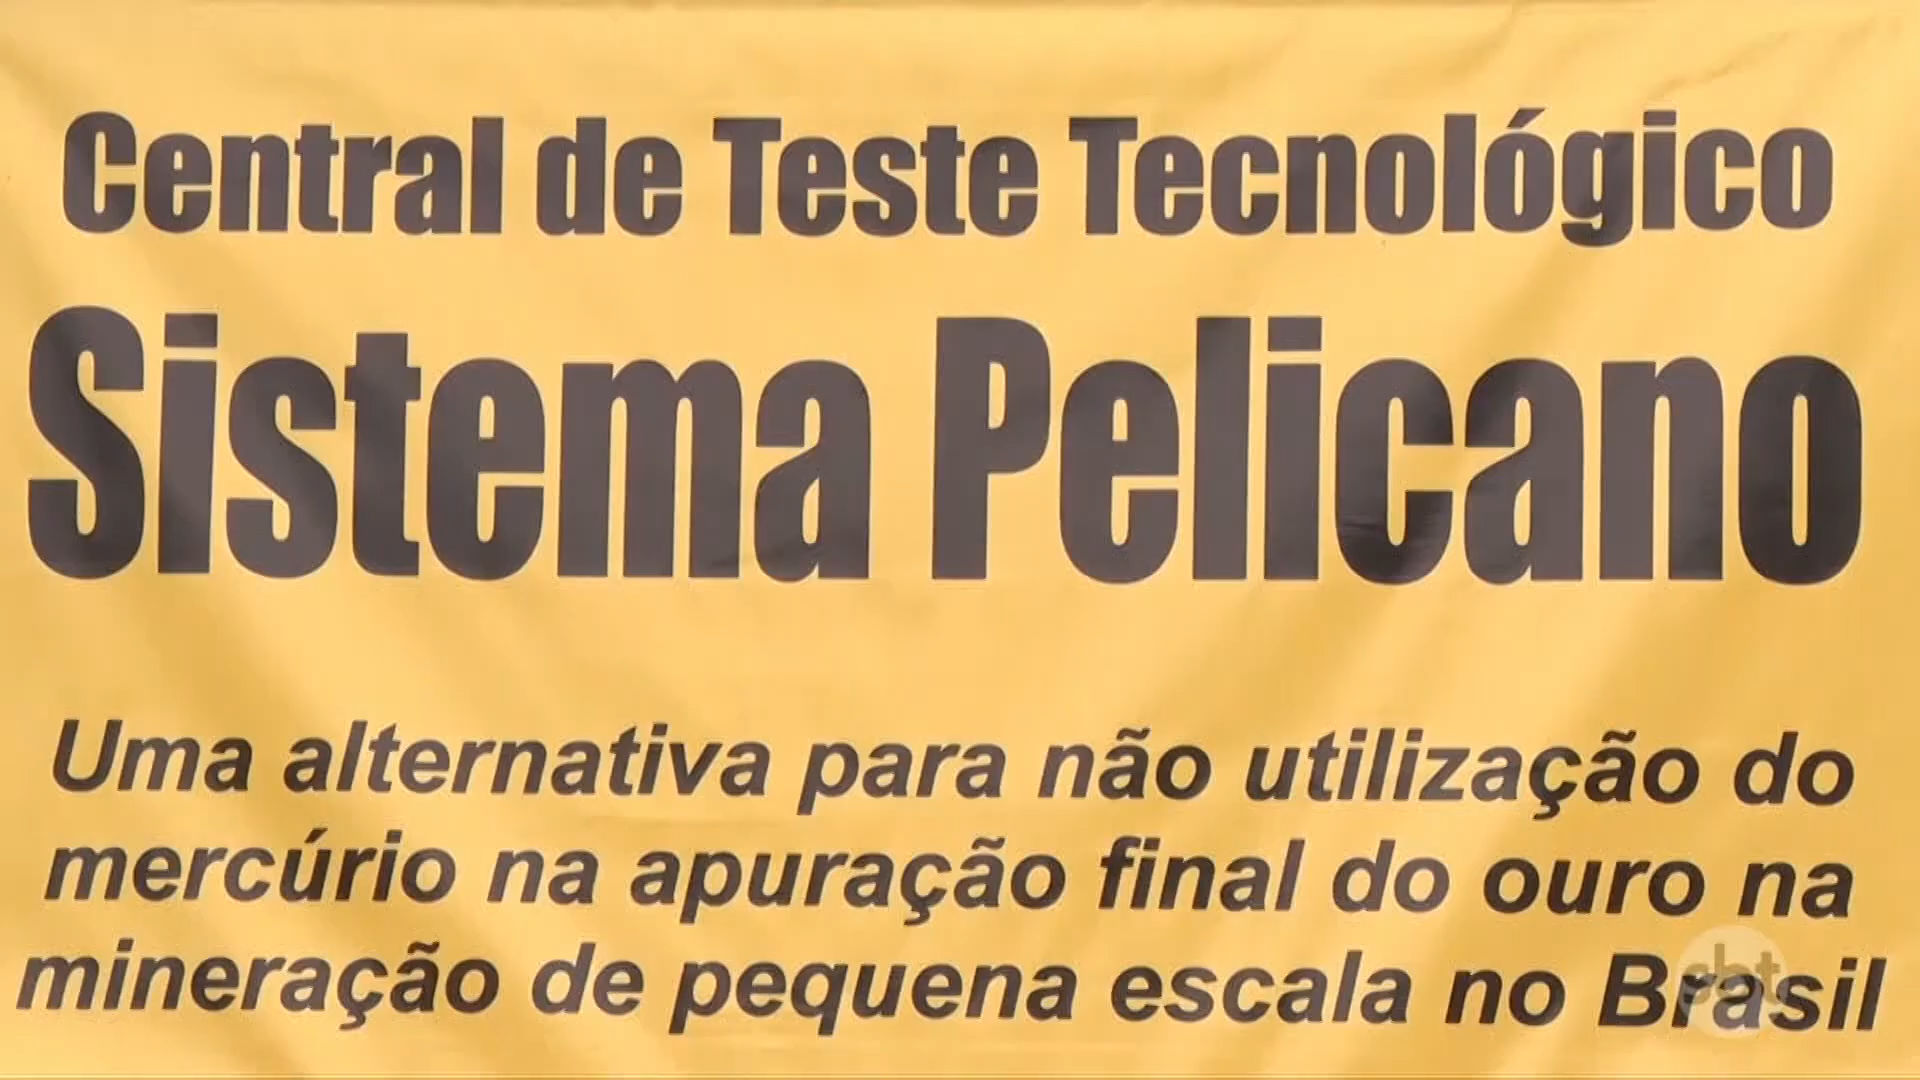 Central de Teste Tecnológico
Sistema Pelicano
Uma alternativa para não utilização do
mercúrio na apuração final do ouro na
mineração de pequena escala no Brasil
sbt